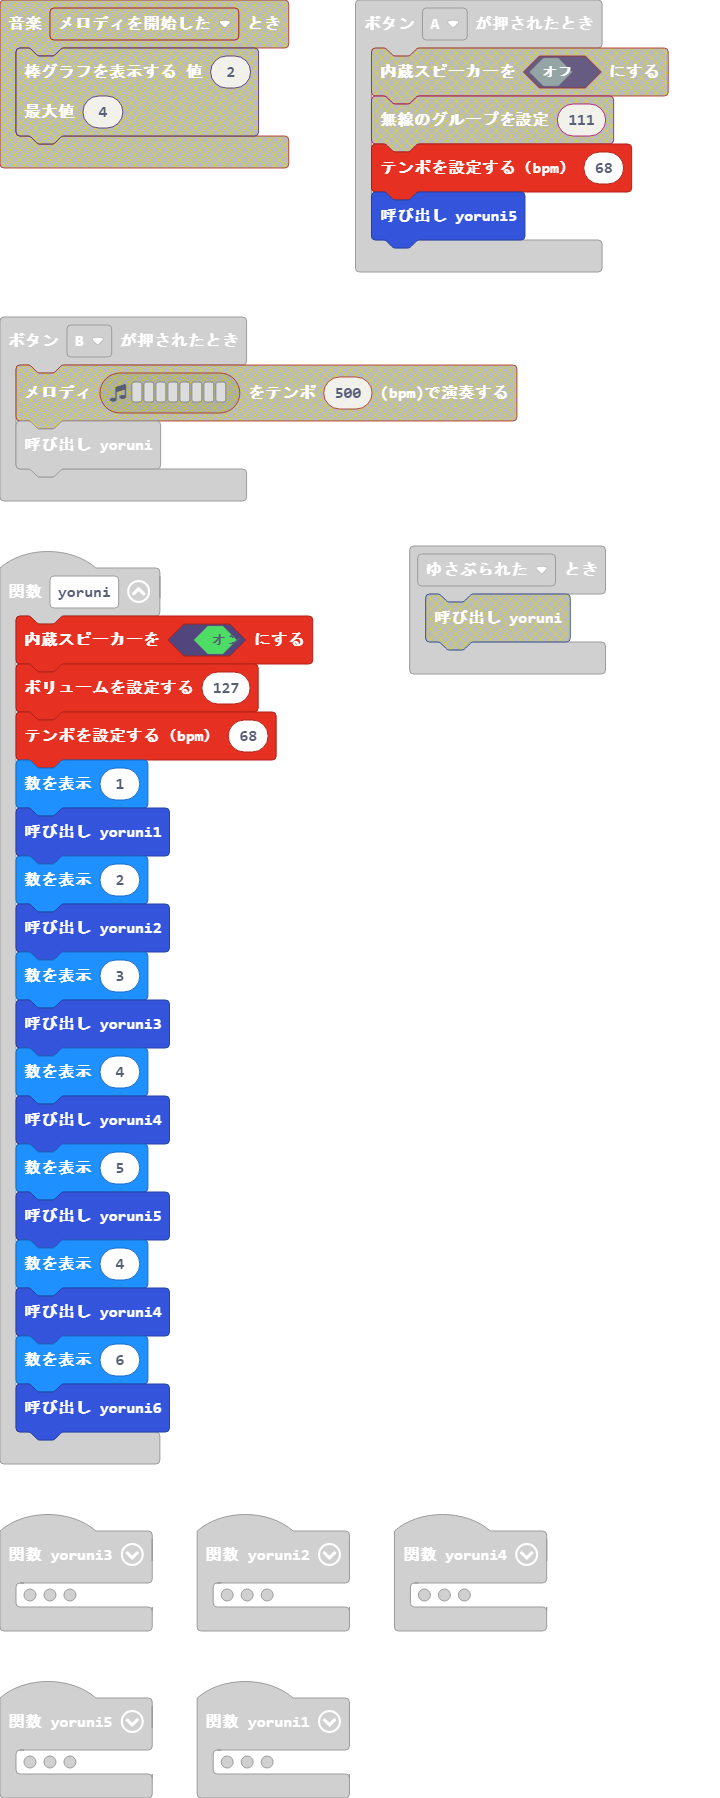 音楽 メロディを開始した とき
棒グラフを表示する 値 2
最大値 4
ボタン A が押されたとき
内蔵スピーカーを オフ にする
無線のグループを設定 111
テンポを設定する (bpm) 68
呼び出し yoruni5
ボタン B が押されたとき
メロディ をテンポ 500 (bpm)で演奏する
呼び出し yoruni
関数 yoruni
内蔵スピーカーを にする
ボリュームを設定する 127
テンポを設定する (bpm) 68
数を表示 1
呼び出し yoruni1
数を表示 2
呼び出し yoruni2
数を表示 3
呼び出し yoruni3
数を表示 4
呼び出し yoruni4
数を表示 5
呼び出し yoruni5
数を表示 4
呼び出し yoruni4
数を表示 6
呼び出し yoruni6
ゆさぶられた とき
呼び出し yoruni
関数 yoruni3
関数 yoruni2
関数 yoruni4
関数 yoruni5
関数 yoruni1